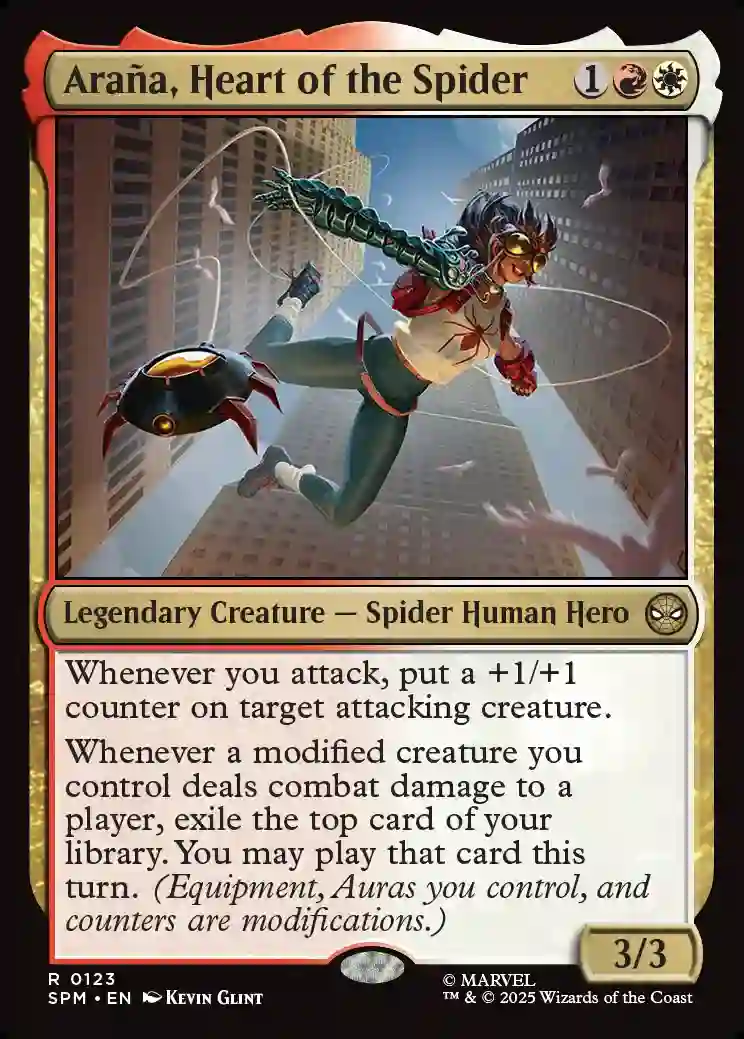 Araña, Heart of the Spider 1
Legendary Creature — Spider Human Hero
Whenever you attack, put a +1/+1
counter on target attacking creature.
Whenever a modified creature you
control deals combat damage to a
player, exile the top card of your
library. You may play that card this
turn. (Equipment, Auras you control, and
counters are modifications.)
3/3
R 0123
SPM • EN Kevin Glint
© MARVEL
™ & © 2025 Wizards of the Coast